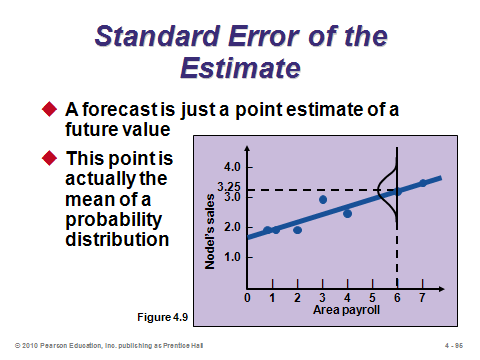 Standard Error of the
Estimate
A forecast is just a point estimate of a
future value
This point is
actually the
mean of a
probability
distribution
4.0
3.25
3.0
2.0
1.0
Nodel's sales
0 1 2 3 4 5 6 7
Area payroll
Figure 4.9
© 2010 Pearson Education, Inc. publishing as Prentice Hall
4 - 95